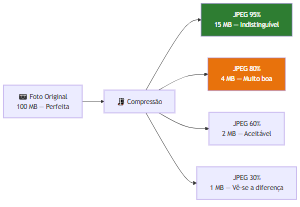 📷 Foto Original
100 MB — Perfeita
🗜️ Compressão
JPEG 95%
15 MB — Indistinguível
JPEG 80%
4 MB — Muito boa
JPEG 60%
2 MB — Aceitável
JPEG 30%
1 MB — Vê-se a diferença